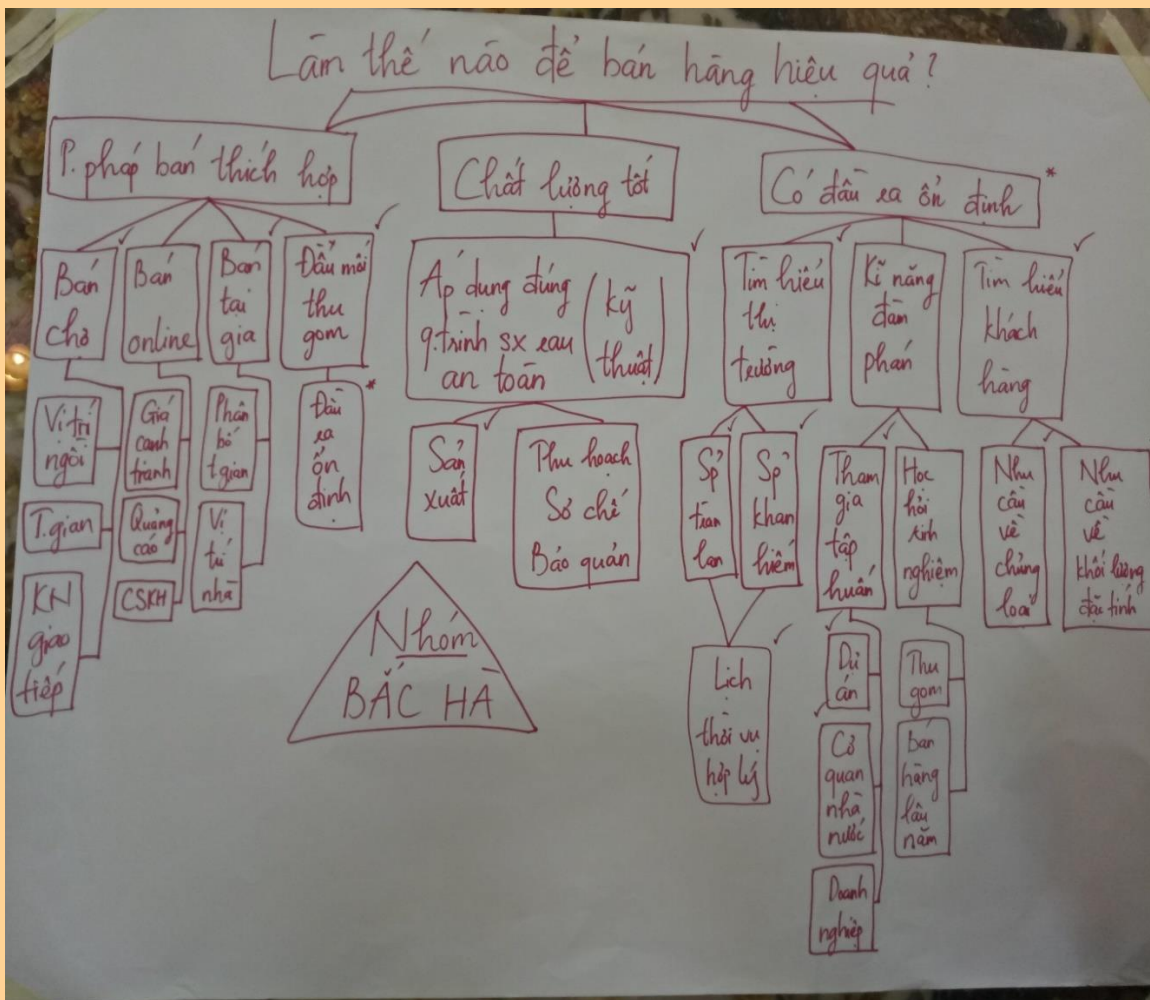 Làm thế nào để bán hàng hiệu quả?
P. pháp bán thích hợp
Chất lượng tốt
Có đầu ra ổn định *
Bán
chợ
Bán
online
Bán
tại
gia
Đầu mối
thu
gom
Áp dụng đúng
q.trình sx rau
an toàn
(kỹ
thuật)
Tìm hiểu
thị
trường
Kĩ năng
đàm
phán
Tìm hiểu
khách
hàng
Vị trí
ngồi
T.gian
KN
giao
tiếp
Giá
cạnh
tranh
Quảng
cáo
CSKH
Phân
bố
t.gian
Vị
trí
nhà
Đầu
ra
ổn
định
*
Sản
xuất
Thu hoạch
Sơ chế
Bảo quản
Sp
tràn
lan
Sp
khan
hiếm
Lịch
thời vụ
hợp lý
Tham
gia
tập
huấn
Học
hỏi
kinh
nghiệm
Dự
án
Cơ
quan
nhà
nước
Doanh
nghiệp
Thu
gom
bán
hàng
lâu
năm
Nhu
cầu
về
chủng
loại
Nhu
cầu
về
khối lượng
đặc tính
Nhóm
BẮC HÀ